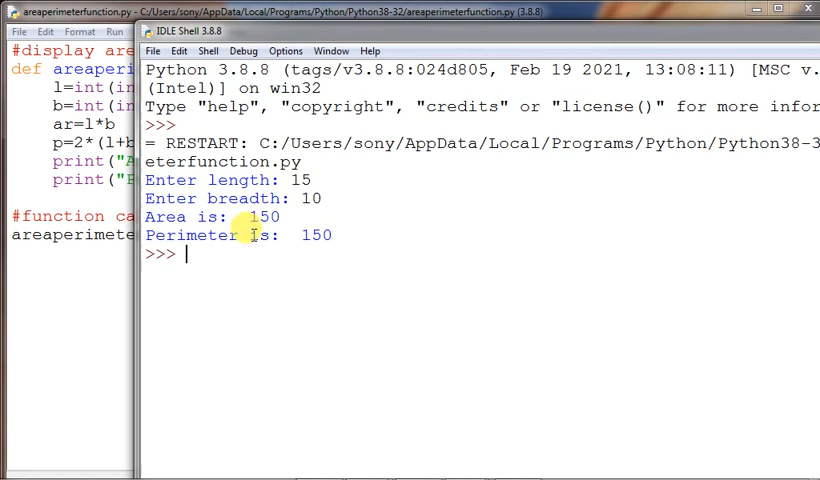 areaperimeterfunction.py - C:/Users/sony/AppData/Local/Programs/Python/Python38-32/areaperimeterfunction.py (3.8.8)
File Edit Format Run
#display are
def areaperi
l=int(in
b=int(in
ar=l*b
p=2*(l+b
print("A
print("P
#function ca
areaperimete
IDLE Shell 3.8.8
File Edit Shell Debug Options Window Help
Python 3.8.8 (tags/v3.8.8:024d805, Feb 19 2021, 13:08:11) [MSC v.
(Intel)] on win32
Type "help", "copyright", "credits" or "license()" for more infor
>>>
= RESTART: C:/Users/sony/AppData/Local/Programs/Python/Python38-3
eterfunction.py
Enter length: 15
Enter breadth: 10
Area is:  150
Perimeter is:  150
>>>